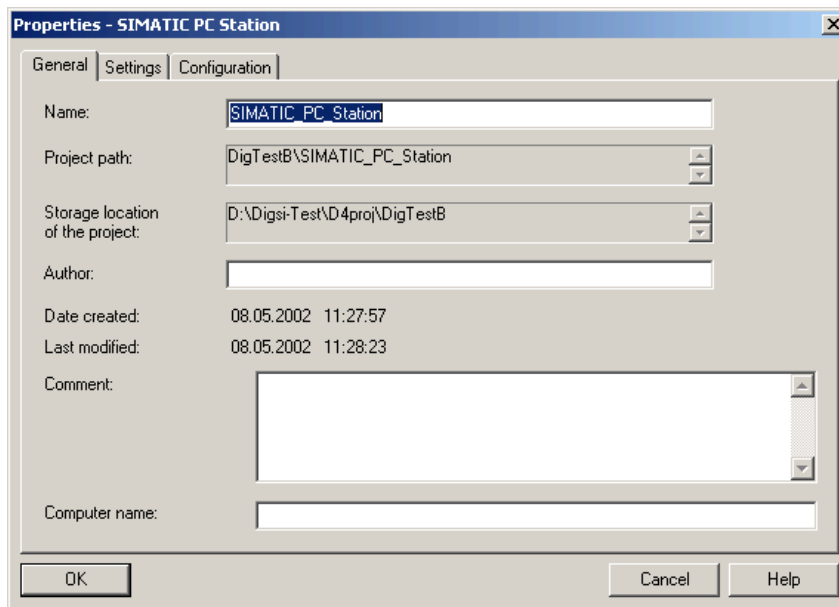 Properties - SIMATIC PC Station
General Settings Configuration
Name: SIMATIC_PC_Station
Project path: DigTestB\SIMATIC_PC_Station
Storage location
of the project: D:\Digsi-Test\D4proj\DigTestB
Author:
Date created: 08.05.2002 11:27:57
Last modified: 08.05.2002 11:28:23
Comment:
Computer name:
OK Cancel Help